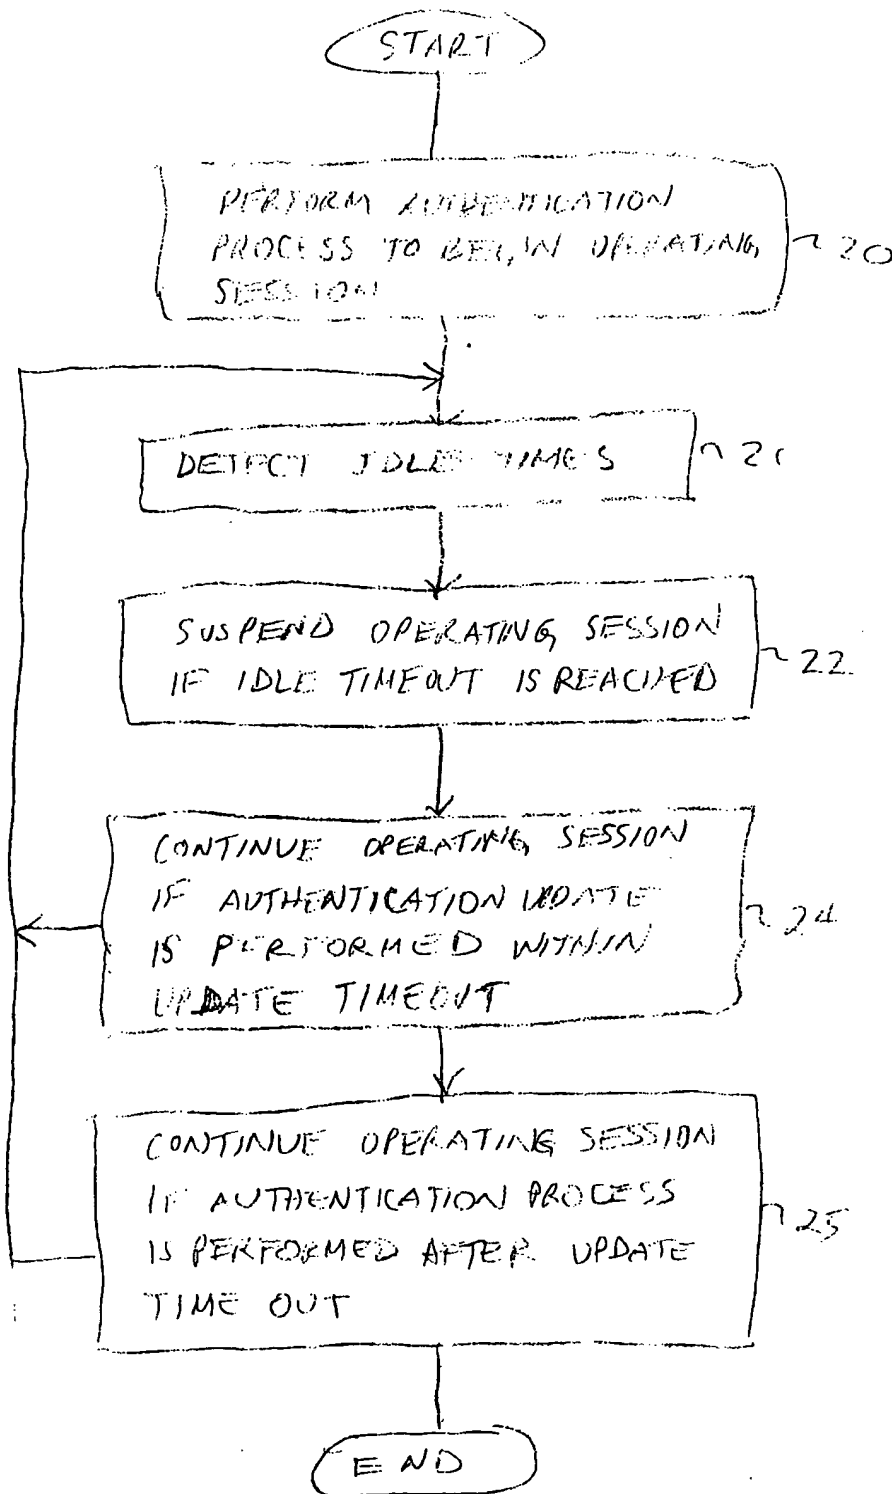 START
PERFORM AUTHENTICATION
PROCESS TO BEGIN OPERATING
SESSION
20
DETECT IDLE TIMES
21
SUSPEND OPERATING SESSION
IF IDLE TIMEOUT IS REACHED
22
CONTINUE OPERATING SESSION
IF AUTHENTICATION UPDATE
IS PERFORMED WITHIN
UPDATE TIMEOUT
24
CONTINUE OPERATING SESSION
IF AUTHENTICATION PROCESS
IS PERFORMED AFTER UPDATE
TIME OUT
25
END